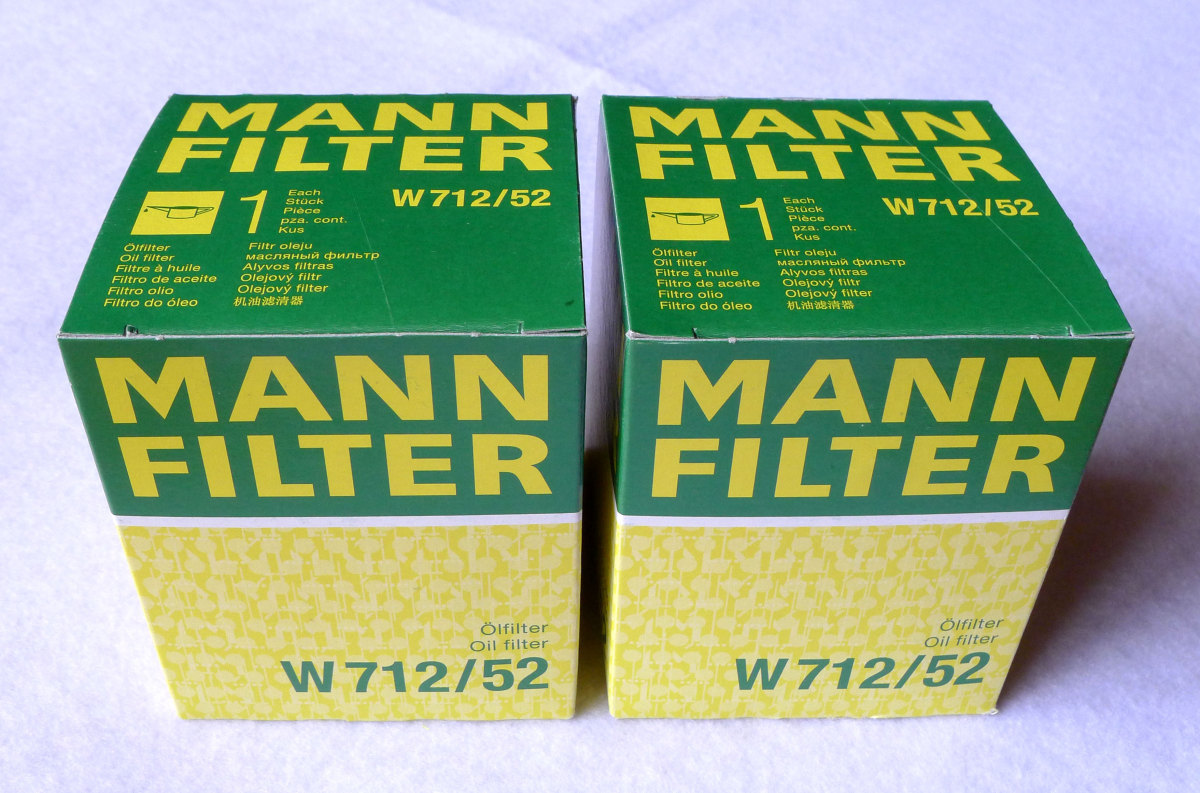 MANN
FILTER
W 712/52
1
Each
Stück
Pièce
pza. cont.
Kus
Ölfilter
Oil filter
Filtre à huile
Filtro de aceite
Filtro olio
Filtro do óleo
Filtr oleju
масляный фильтр
Alyvos filtras
Olejový filtr
Olejový filter
机油滤清器
MANN
FILTER
Ölfilter
Oil filter
W 712/52
MANN
FILTER
W 712/52
1
Each
Stück
Pièce
pza. cont.
Kus
Ölfilter
Oil filter
Filtre à huile
Filtro de aceite
Filtro olio
Filtro do óleo
Filtr oleju
масляный фильтр
Alyvos filtras
Olejový filtr
Olejový filter
机油滤清器
MANN
FILTER
Ölfilter
Oil filter
W 712/52